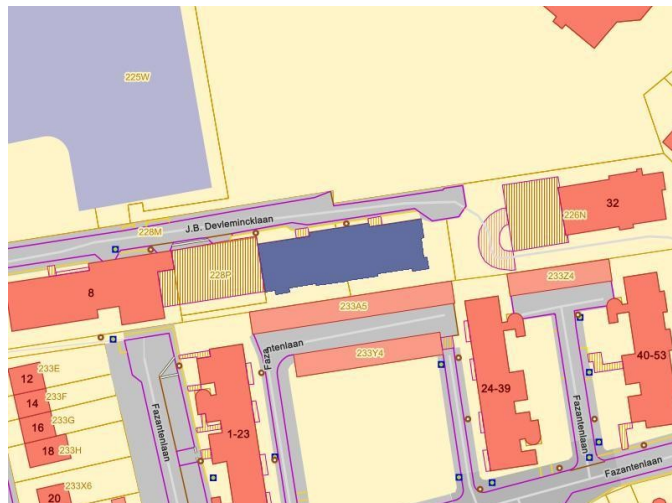 225W
J.B. Devlemincklaan
228M
32
226N
228P
8
233Z4
233A5
Fazantenlaan
233Y4
40-53
24-39
233E
12
233F
14
233G
16
1-23
233H
18
Fazantenlaan
Fazantenlaan
Fazantenlaan
233X6
20